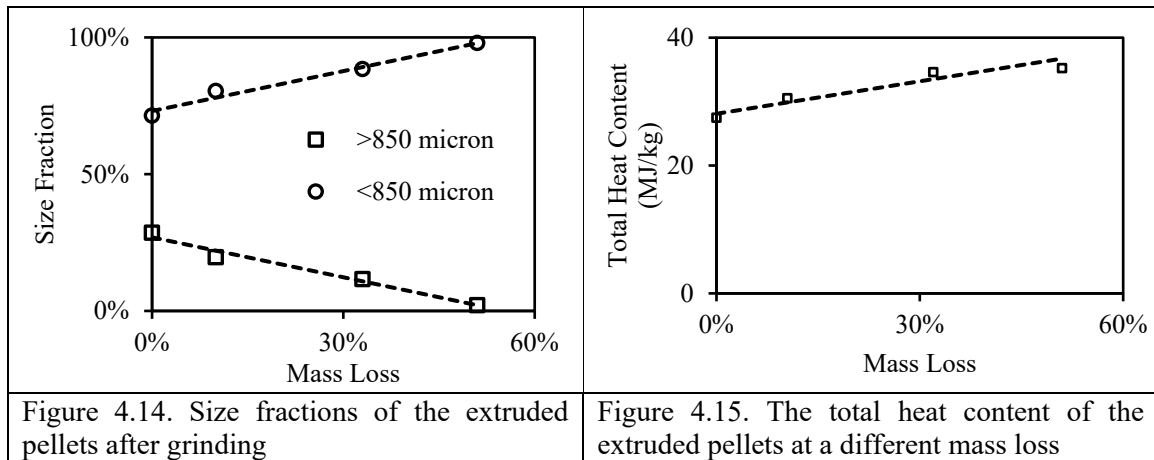 100%
50%
0%
Size Fraction
>850 micron
<850 micron
0%
30%
60%
Mass Loss
Figure 4.14. Size fractions of the extruded
pellets after grinding
40
20
0
Total Heat Content
(MJ/kg)
0%
30%
60%
Mass Loss
Figure 4.15. The total heat content of the
extruded pellets at a different mass loss